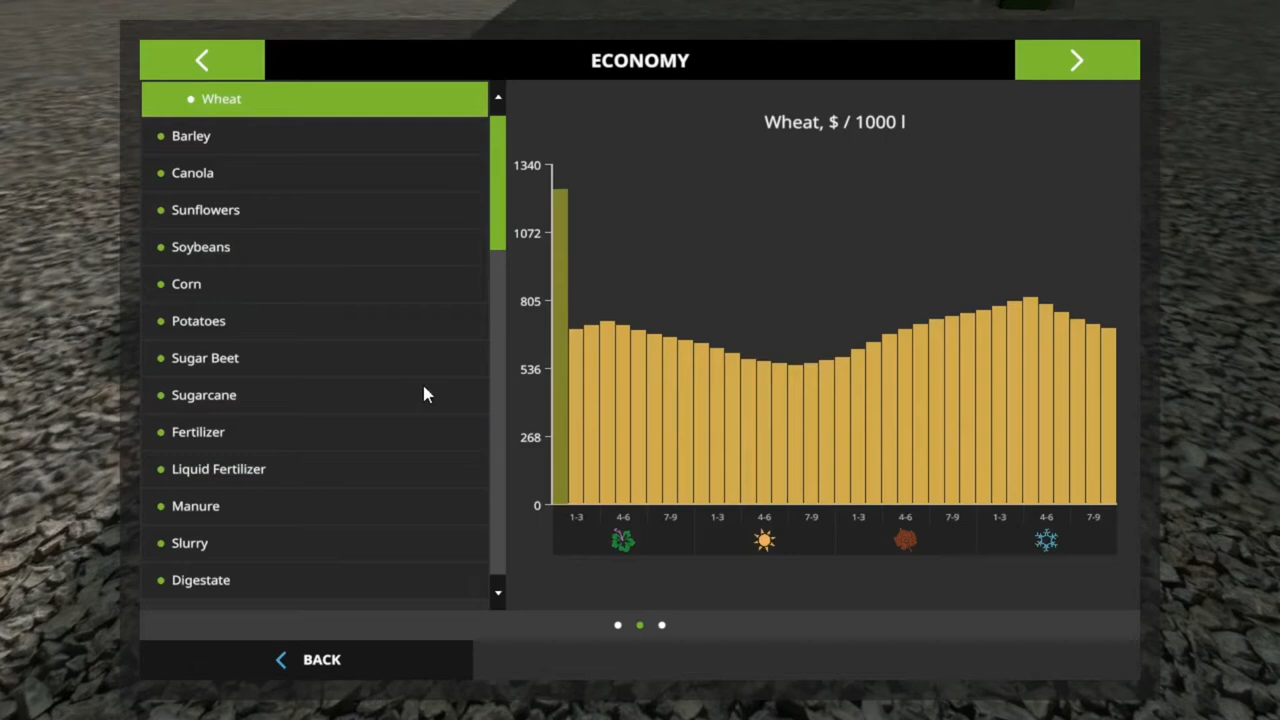 ECONOMY
Wheat
Barley
Canola
Sunflowers
Soybeans
Corn
Potatoes
Sugar Beet
Sugarcane
Fertilizer
Liquid Fertilizer
Manure
Slurry
Digestate
Wheat, $ / 1000 l
1340
1072
805
536
268
0
1-3 4-6 7-9 1-3 4-6 7-9 1-3 4-6 7-9 1-3 4-6 7-9
BACK